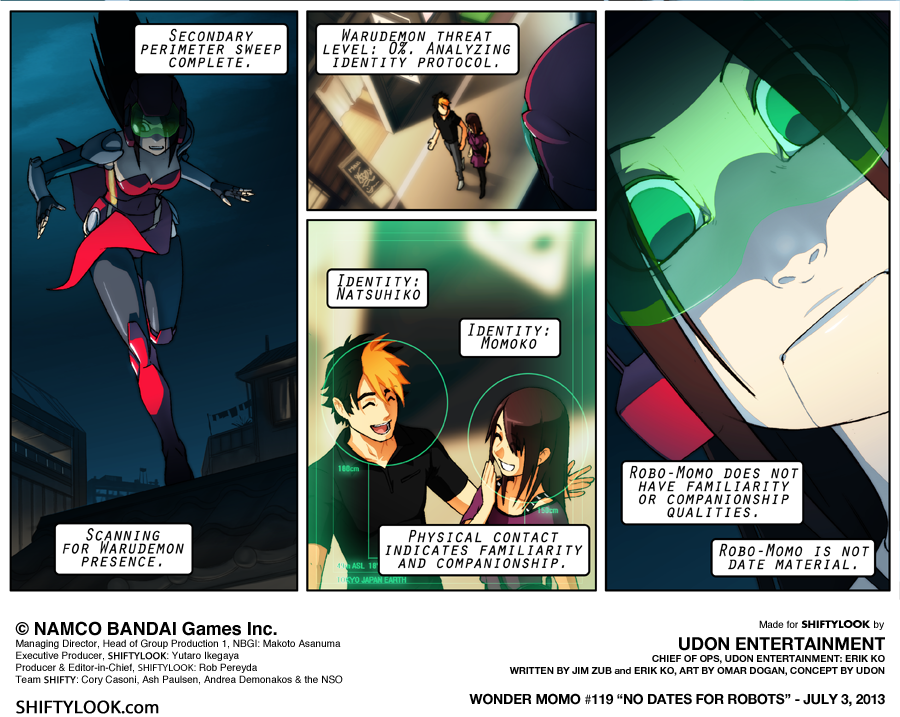 Secondary
perimeter sweep
complete.
Scanning
for Warudemon
presence.
Warudemon threat
level: 0%. Analyzing
identity protocol.
Identity:
Natsuhiko
Identity:
Momoko
168cm
158cm
Physical contact
indicates familiarity
and companionship.
TOKYO JAPAN EARTH
Robo-Momo does not
have familiarity
or companionship
qualities.
Robo-Momo is not
date material.
© NAMCO BANDAI Games Inc.
Managing Director, Head of Group Production 1, NBGI: Makoto Asanuma
Executive Producer, SHIFTYLOOK: Yutaro Ikegaya
Producer & Editor-in-Chief, SHIFTYLOOK: Rob Pereyda
Team SHIFTY: Cory Casoni, Ash Paulsen, Andrea Demonakos & the NSO
SHIFTYLOOK.com
Made for SHIFTYLOOK by
UDON ENTERTAINMENT
CHIEF OF OPS, UDON ENTERTAINMENT: ERIK KO
WRITTEN BY JIM ZUB and ERIK KO, ART BY OMAR DOGAN, CONCEPT BY UDON
WONDER MOMO #119 “NO DATES FOR ROBOTS” - JULY 3, 2013